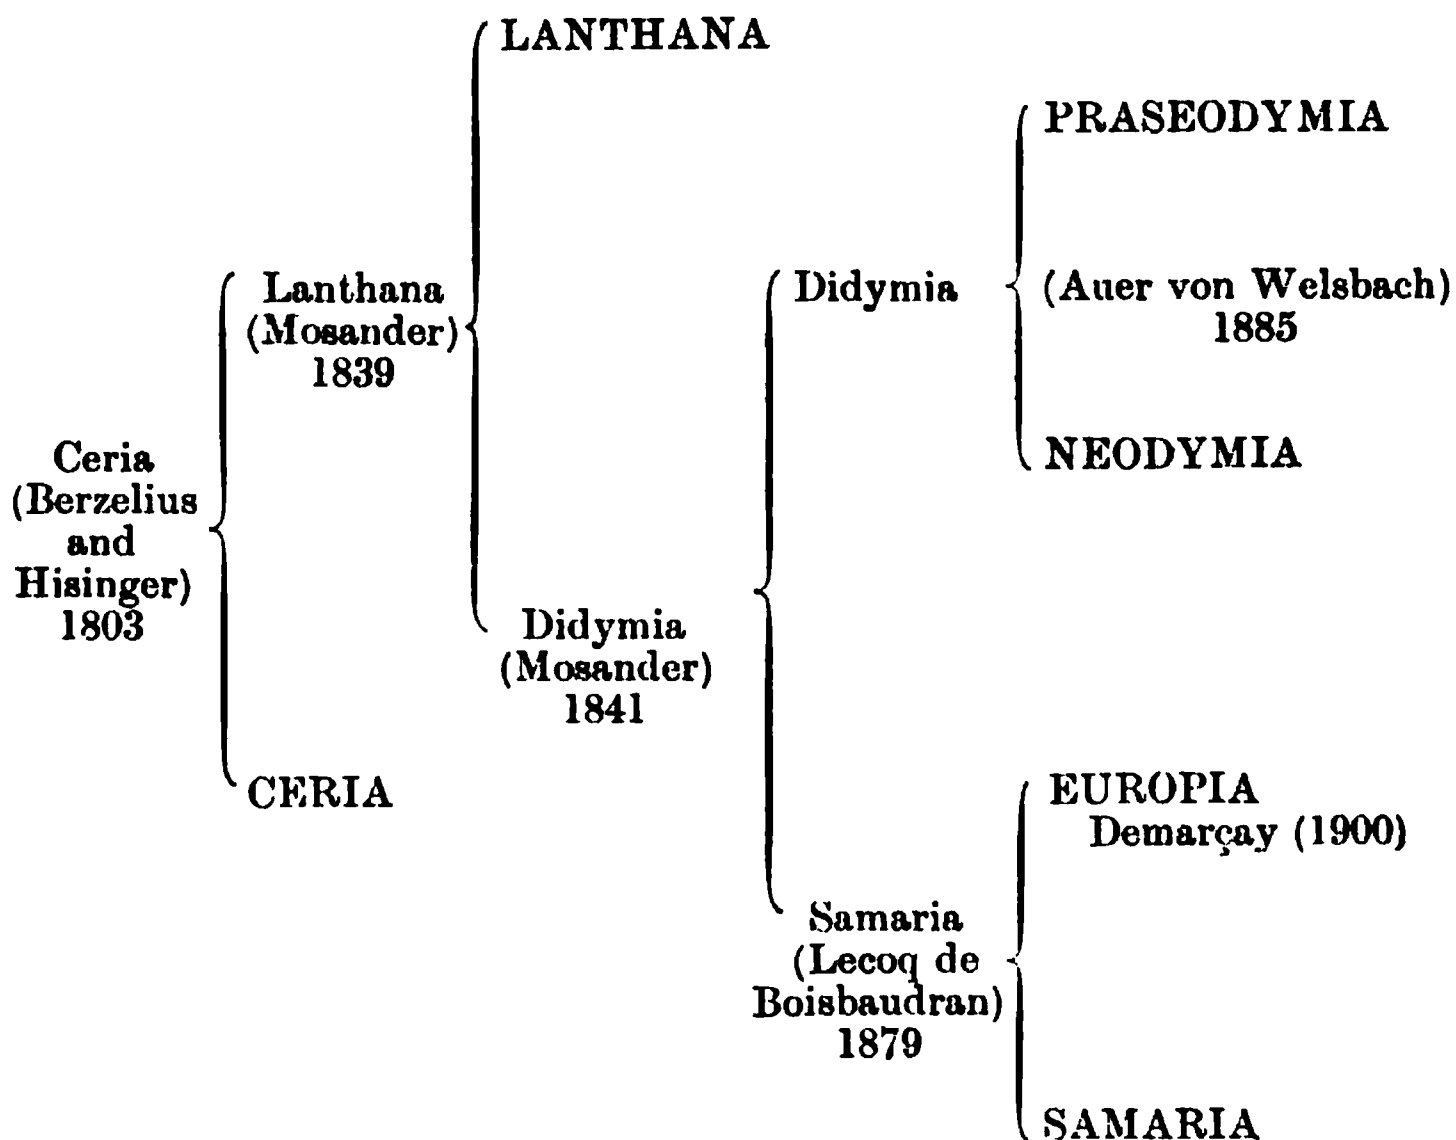 LANTHANA
PRASEODYMIA
Lanthana
(Mosander)
1839
Didymia
(Auer von Welsbach)
1885
Ceria
(Berzelius
and
Hisinger)
1803
NEODYMIA
Didymia
(Mosander)
1841
CERIA
EUROPIA
Demarçay (1900)
Samaria
(Lecoq de
Boisbaudran)
1879
SAMARIA